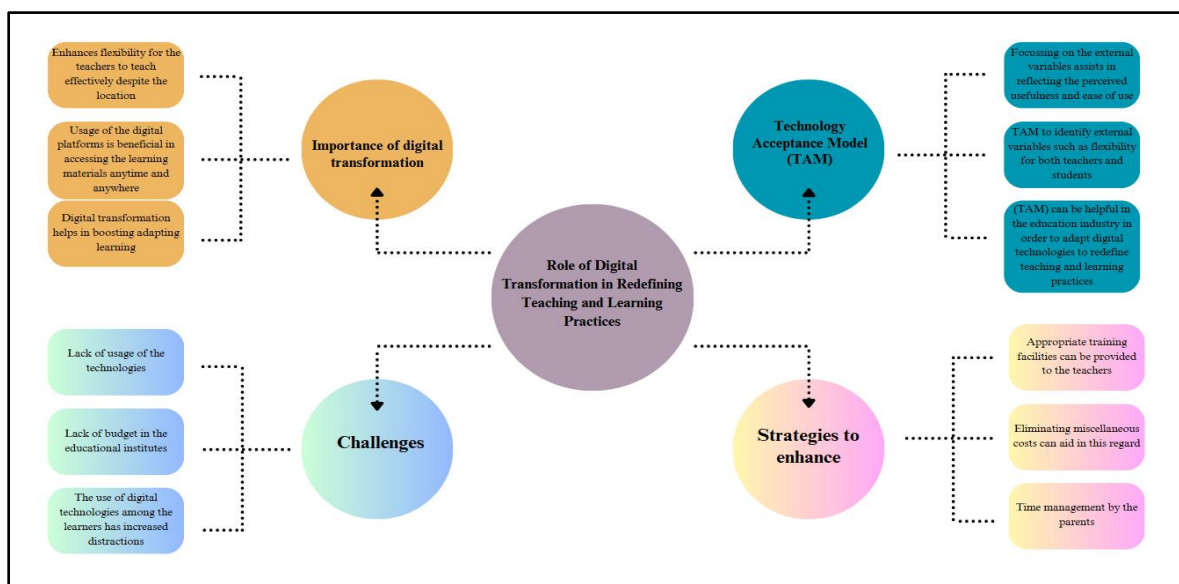 Enhances flexibility for the
teachers to teach
effectively despite the
location
Usage of the digital
platforms is beneficial in
accessing the learning
materials anytime and
anywhere
Digital transformation
helps in boosting adapting
learning
Importance of digital
transformation
Technology
Acceptance Model
(TAM)
Focussing on the external
variables assists in
reflecting the perceived
usefulness and ease of use
TAM to identify external
variables such as flexibility
for both teachers and
students
(TAM) can be helpful in
the education industry in
order to adapt digital
technologies to redefine
teaching and learning
practices
Role of Digital
Transformation in Redefining
Teaching and Learning
Practices
Lack of usage of the
technologies
Lack of budget in the
educational institutes
The use of digital
technologies among the
learners has increased
distractions
Challenges
Strategies to
enhance
Appropriate training
facilities can be provided
to the teachers
Eliminating miscellaneous
costs can aid in this regard
Time management by the
parents